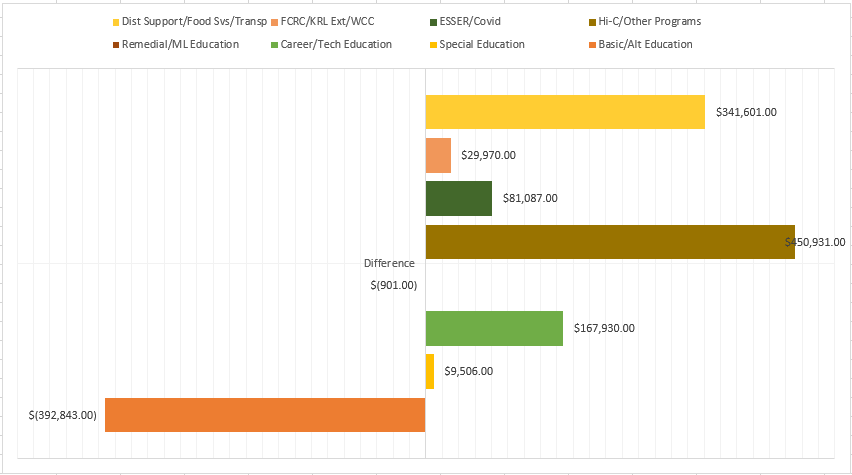 Dist Support/Food Svs/Transp FCRC/KRL Ext/WCC ESSER/Covid Hi-C/Other Programs
Remedial/ML Education Career/Tech Education Special Education Basic/Alt Education
$341,601.00
$29,970.00
$81,087.00
$450,931.00
Difference
$(901.00)
$167,930.00
$9,506.00
$(392,843.00)